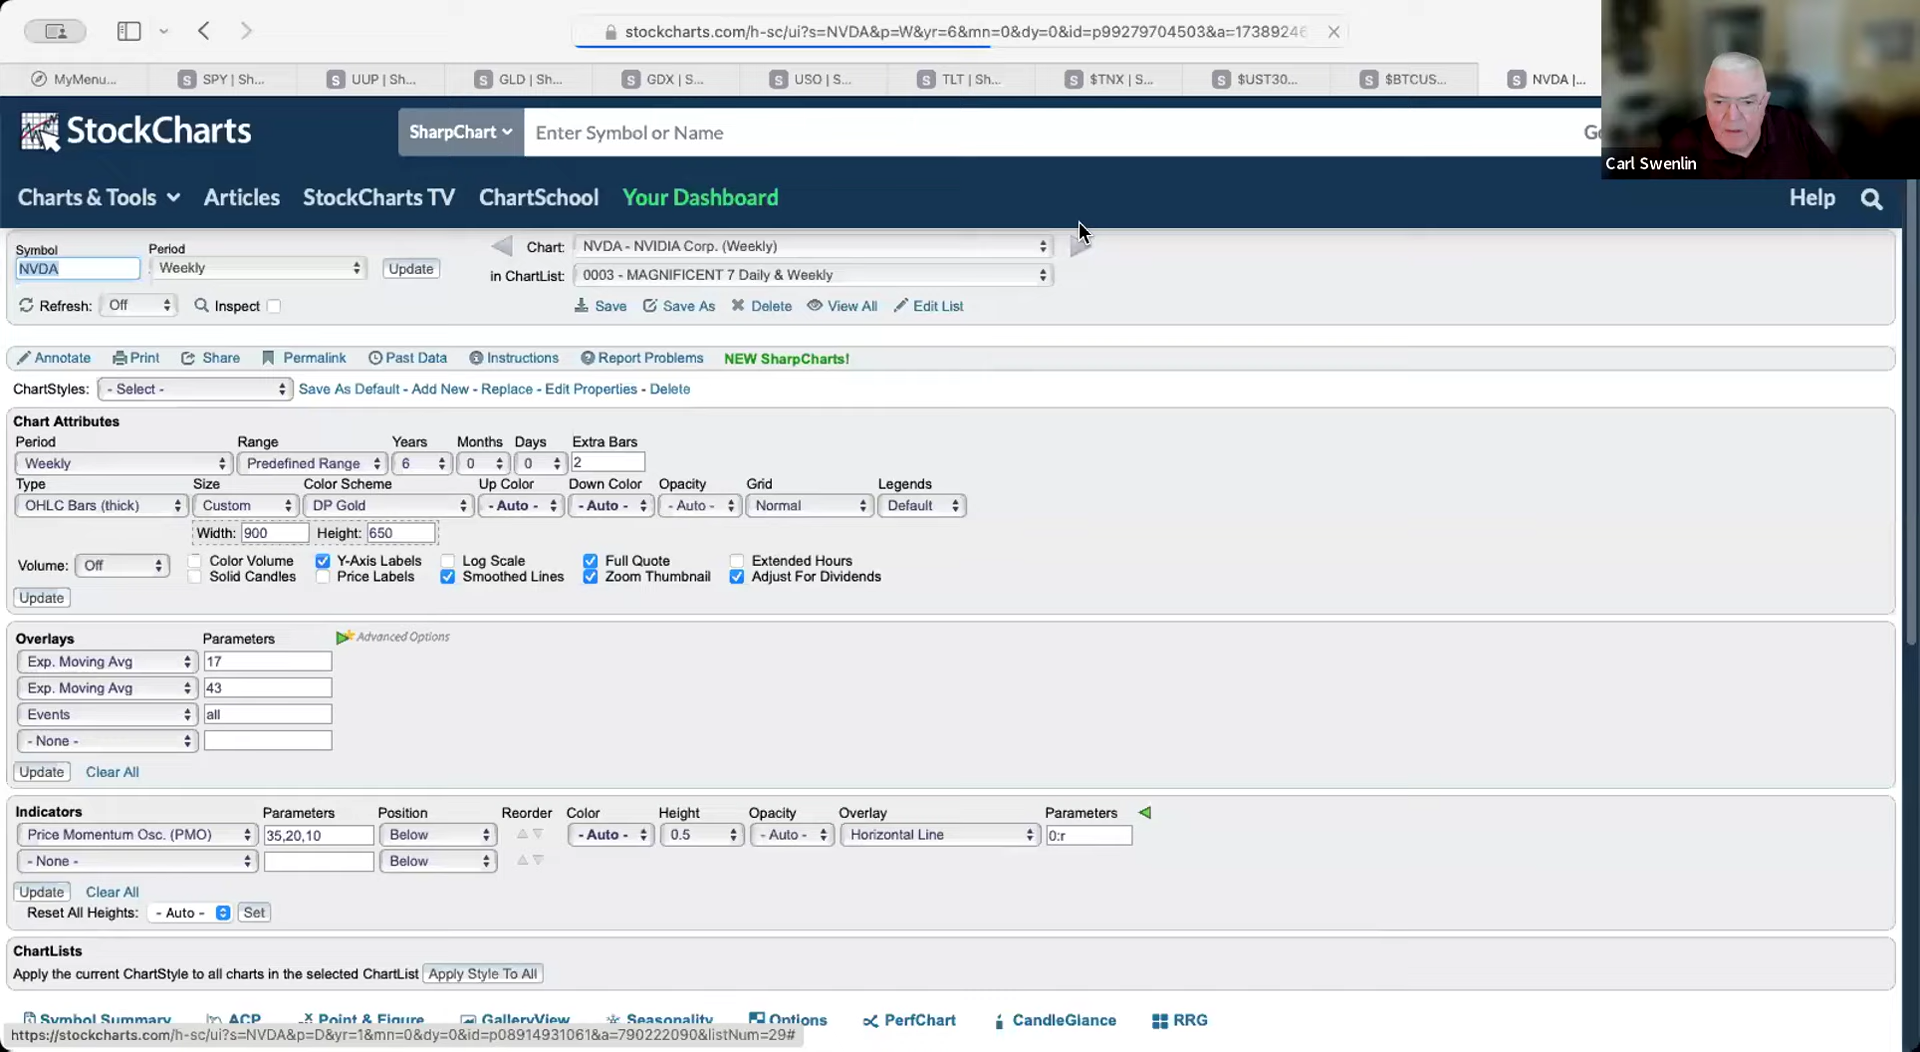 stockcharts.com/h-sc/ui?s=NVDA&p=W&yr=6&mn=0&dy=0&id=p99279704503&a=17389246
MyMenu... SPY | Sh... UUP | Sh... GLD | Sh... GDX | S... USO | S... TLT | Sh... $TNX | S... $UST30... $BTCUS... NVDA |...
StockCharts SharpChart Enter Symbol or Name
Carl Swenlin
Charts & Tools Articles StockCharts TV ChartSchool Your Dashboard Help
Symbol Period Chart: NVDA - NVIDIA Corp. (Weekly)
NVDA Weekly Update in ChartList: 0003 - MAGNIFICENT 7 Daily & Weekly
Refresh: Off Inspect Save Save As Delete View All Edit List
Annotate Print Share Permalink Past Data Instructions Report Problems NEW SharpCharts!
ChartStyles: - Select - Save As Default - Add New - Replace - Edit Properties - Delete
Chart Attributes
Period Range Years Months Days Extra Bars
Weekly Predefined Range 6 0 0 2
Type Size Color Scheme Up Color Down Color Opacity Grid Legends
OHLC Bars (thick) Custom DP Gold - Auto - - Auto - - Auto - Normal Default
Width: 900 Height: 650
Volume: Off Color Volume Y-Axis Labels Log Scale Full Quote Extended Hours
Solid Candles Price Labels Smoothed Lines Zoom Thumbnail Adjust For Dividends
Update
Overlays Parameters Advanced Options
Exp. Moving Avg 17
Exp. Moving Avg 43
Events all
- None -
Update Clear All
Indicators Parameters Position Reorder Color Height Opacity Overlay Parameters
Price Momentum Osc. (PMO) 35,20,10 Below - Auto - 0.5 - Auto - Horizontal Line 0:r
- None - Below
Update Clear All
Reset All Heights: - Auto - Set
ChartLists
Apply the current ChartStyle to all charts in the selected ChartList Apply Style To All
Symbol Summary ACP Point & Figure GalleryView Seasonality Options PerfChart CandleGlance RRG
https://stockcharts.com/h-sc/ui?s=NVDA&p=D&yr=1&mn=0&dy=0&id=p08914931061&a=790222090&listNum=29#